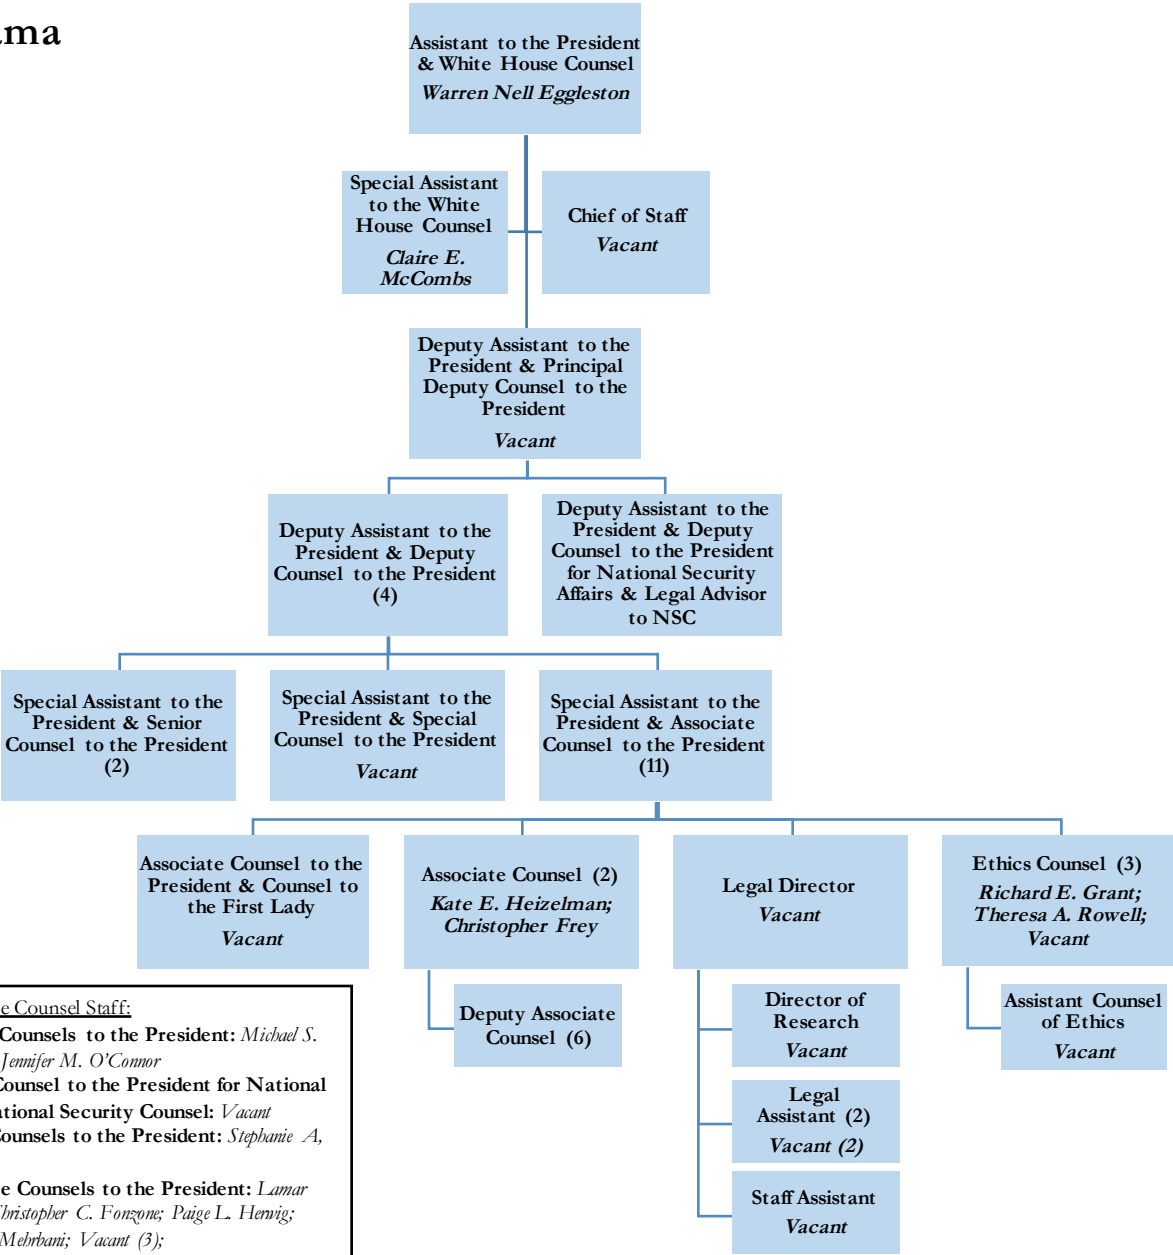 ama
Assistant to the President
& White House Counsel
Warren Nell Eggleston
Special Assistant
to the White
House Counsel
Claire E.
McCombs
Chief of Staff
Vacant
Deputy Assistant to the
President & Principal
Deputy Counsel to the
President
Vacant
Deputy Assistant to the
President & Deputy
Counsel to the President
(4)
Deputy Assistant to the
President & Deputy
Counsel to the President
for National Security
Affairs & Legal Advisor
to NSC
Special Assistant to the
President & Senior
Counsel to the President
(2)
Special Assistant to the
President & Special
Counsel to the President
Vacant
Special Assistant to the
President & Associate
Counsel to the President
(11)
Associate Counsel to the
President & Counsel to
the First Lady
Vacant
Associate Counsel (2)
Kate E. Heizelman;
Christopher Frey
Legal Director
Vacant
Ethics Counsel (3)
Richard E. Grant;
Theresa A. Rowell;
Vacant
Deputy Associate
Counsel (6)
Director of
Research
Vacant
Legal
Assistant (2)
Vacant (2)
Staff Assistant
Vacant
Assistant Counsel
of Ethics
Vacant
e Counsel Staff:
Counsels to the President: Michael S.
Jennifer M. O'Connor
Counsel to the President for National
ational Security Counsel: Vacant
Counsels to the President: Stephanie A,
e Counsels to the President: Lamar
Christopher C. Fonzone; Paige L. Herwig;
Mehrbani; Vacant (3);